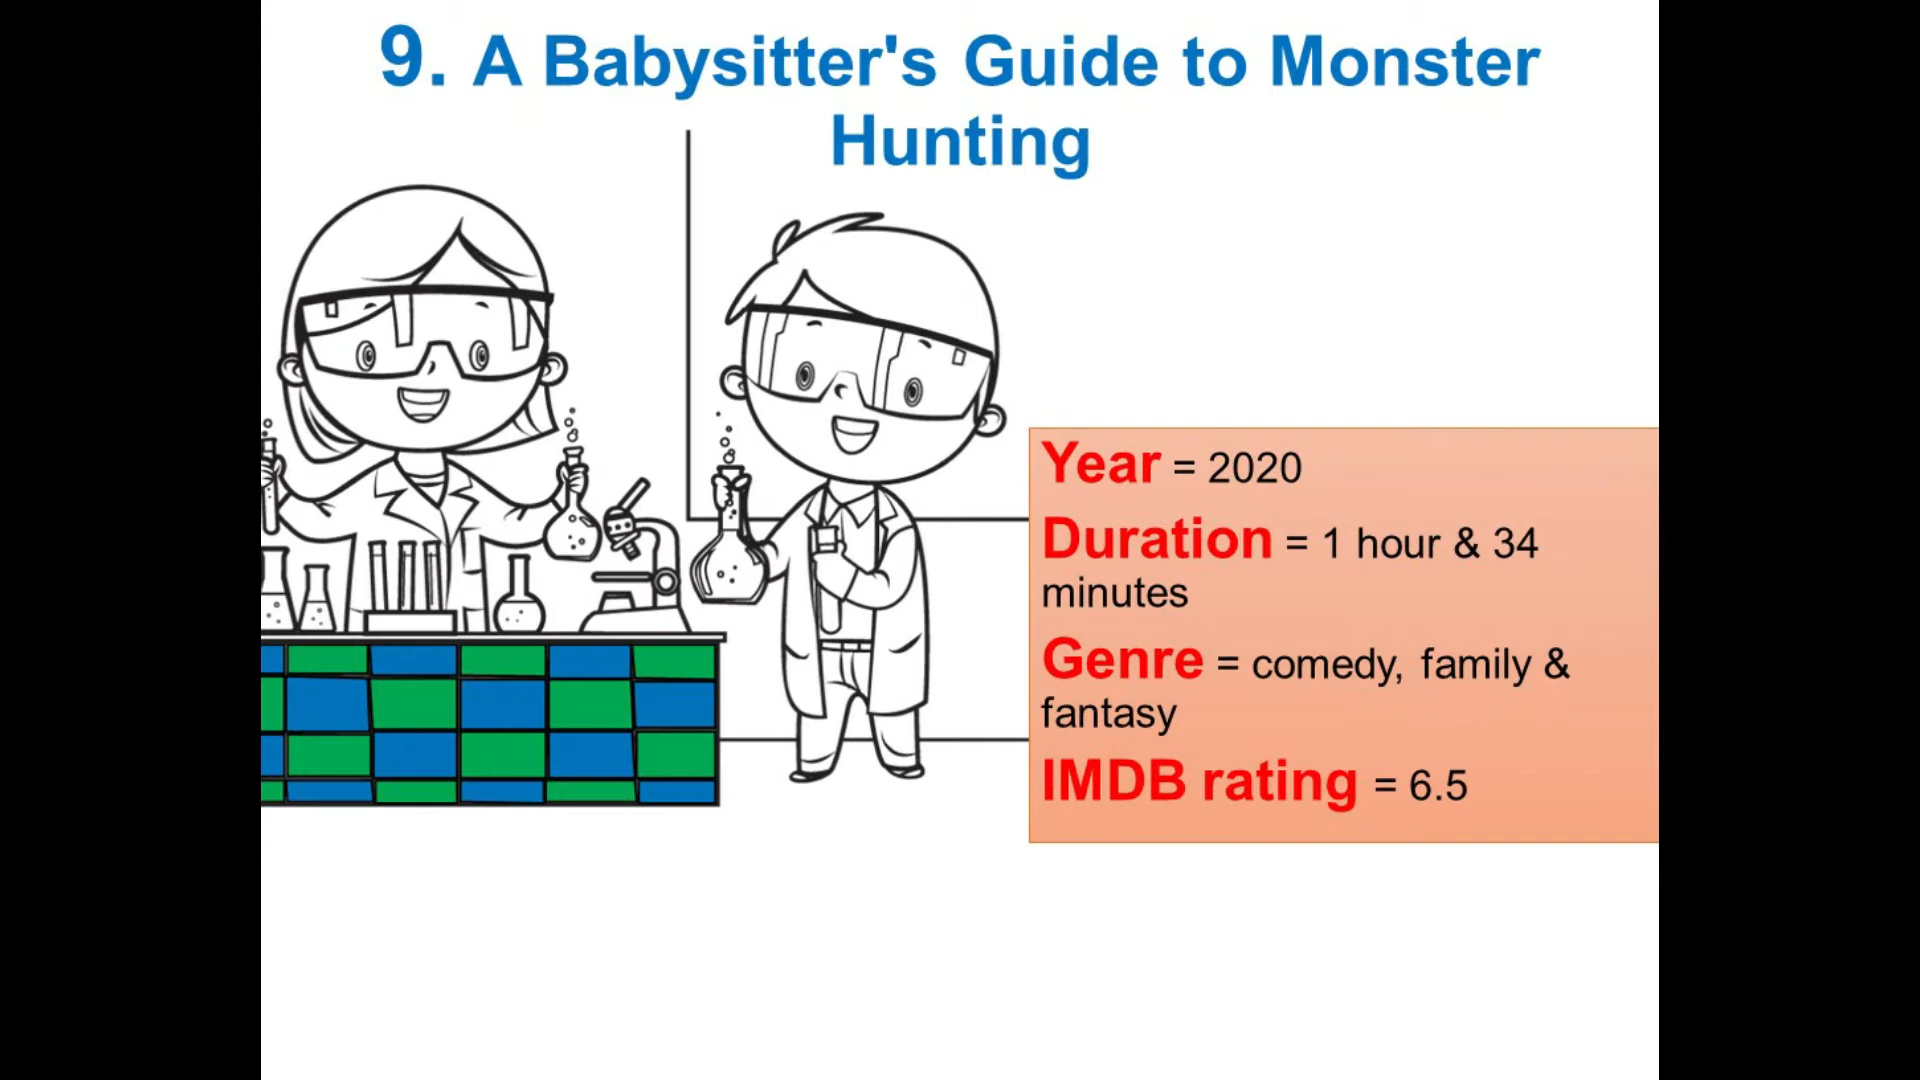 9. A Babysitter's Guide to Monster
Hunting
Year = 2020
Duration = 1 hour & 34
minutes
Genre = comedy, family &
fantasy
IMDB rating = 6.5